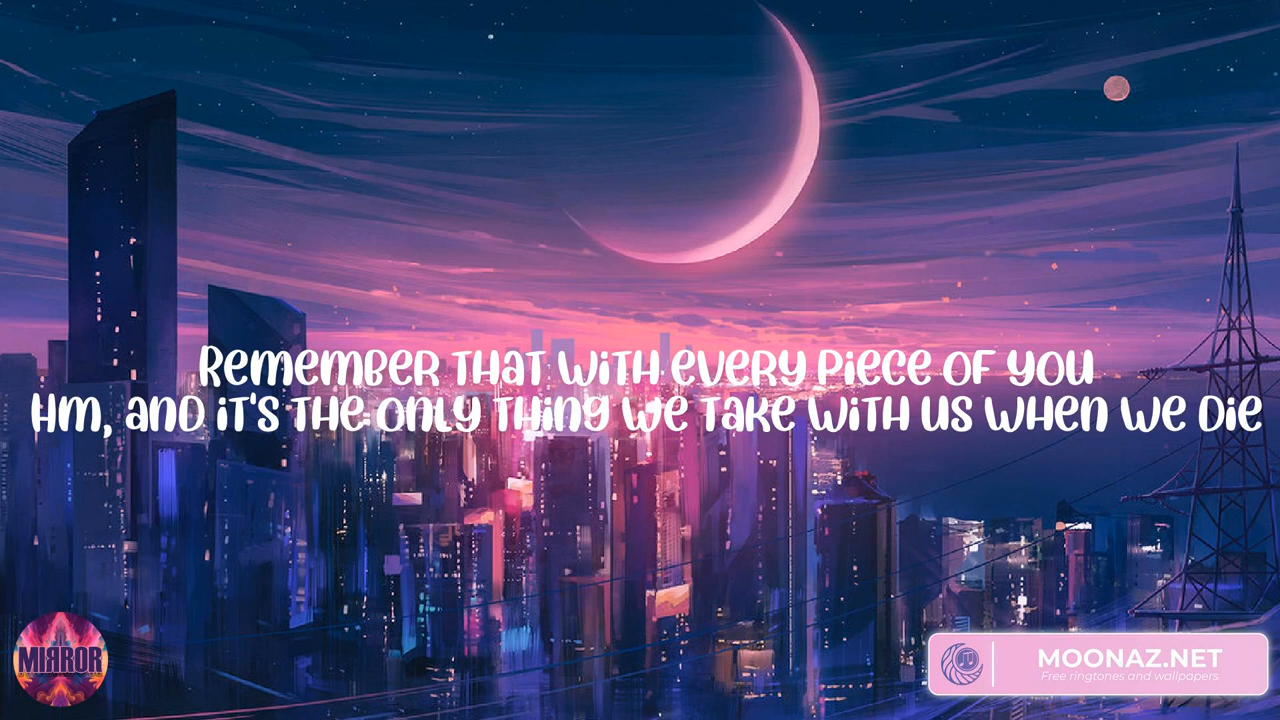 Remember that with every piece of you
Hm, and it's the only thing we take with us when we die
MIRROR
MOONAZ.NET
Free ringtones and wallpapers